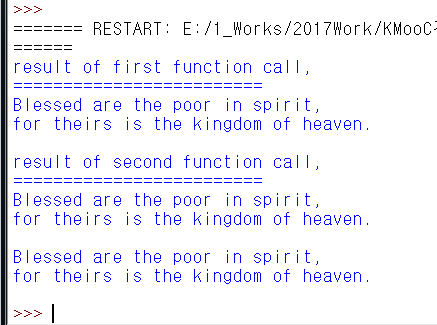 >>>
======= RESTART: E:/1_Works/2017Work/KMooC
======
result of first function call,
=========================
Blessed are the poor in spirit,
for theirs is the kingdom of heaven.
result of second function call,
=========================
Blessed are the poor in spirit,
for theirs is the kingdom of heaven.
Blessed are the poor in spirit,
for theirs is the kingdom of heaven.
>>>